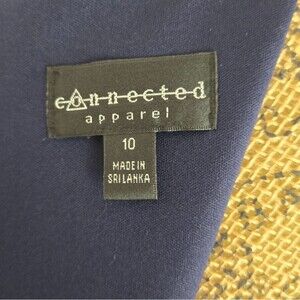 connected
apparel
10
MADE IN
SRI LANKA